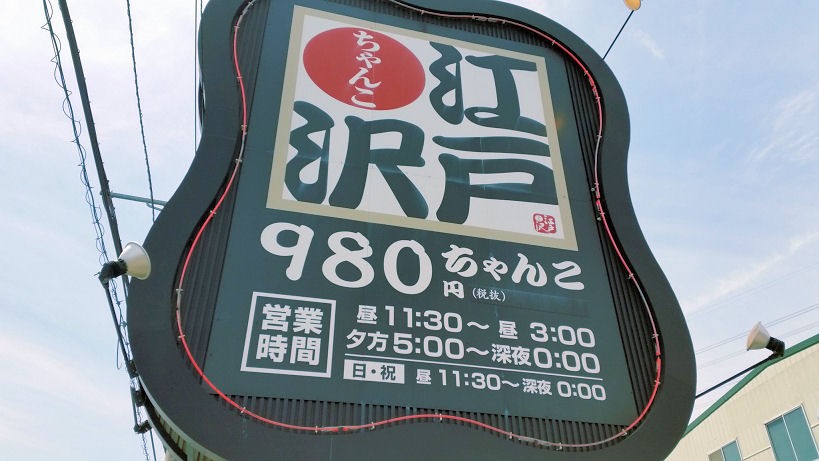 ちゃんこ
江戸沢
980円(税抜)ちゃんこ
営業時間
昼11:30～昼 3:00
夕方5:00～深夜0:00
日・祝 昼11:30～深夜0:00